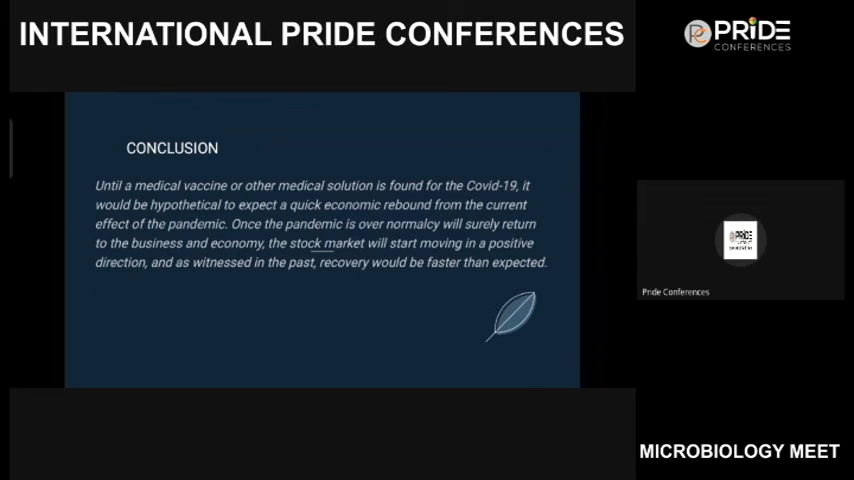 INTERNATIONAL PRIDE CONFERENCES
PRIDE
CONFERENCES
CONCLUSION
Until a medical vaccine or other medical solution is found for the Covid-19, it
would be hypothetical to expect a quick economic rebound from the current
effect of the pandemic. Once the pandemic is over normalcy will surely return
to the business and economy, the stock market will start moving in a positive
direction, and as witnessed in the past, recovery would be faster than expected.
PRIDE
Pride Conferences
MICROBIOLOGY MEET